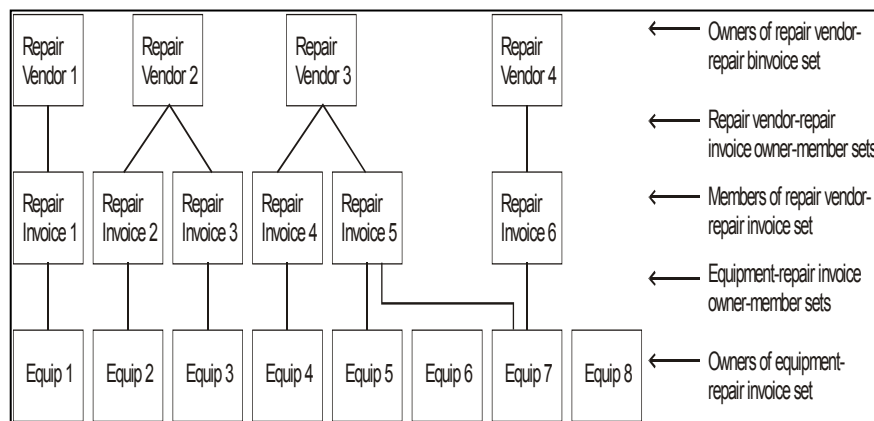 Repair
Vendor 1
Repair
Vendor 2
Repair
Vendor 3
Repair
Vendor 4
Owners of repair vendor-
repair binvoice set
Repair vendor-repair
invoice owner-member sets
Repair
Invoice 1
Repair
Invoice 2
Repair
Invoice 3
Repair
Invoice 4
Repair
Invoice 5
Repair
Invoice 6
Members of repair vendor-
repair invoice set
Equipment-repair invoice
owner-member sets
Equip 1
Equip 2
Equip 3
Equip 4
Equip 5
Equip 6
Equip 7
Equip 8
Owners of equipment-
repair invoice set